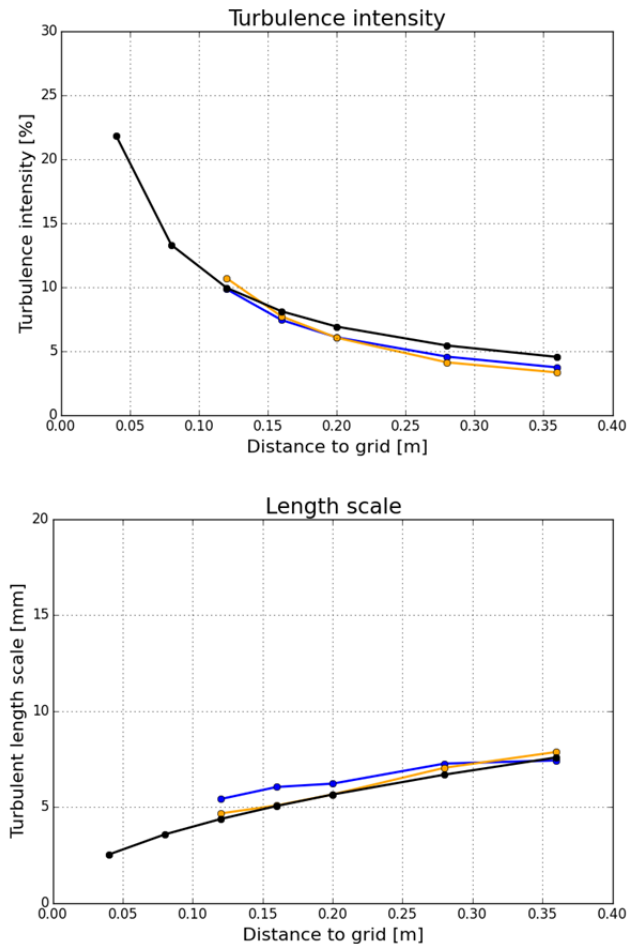 Turbulence intensity
30
25
20
15
10
5
0
Turbulence intensity [%]
0.00 0.05 0.10 0.15 0.20 0.25 0.30 0.35 0.40
Distance to grid [m]
Length scale
20
15
10
5
0
Turbulent length scale [mm]
0.00 0.05 0.10 0.15 0.20 0.25 0.30 0.35 0.40
Distance to grid [m]